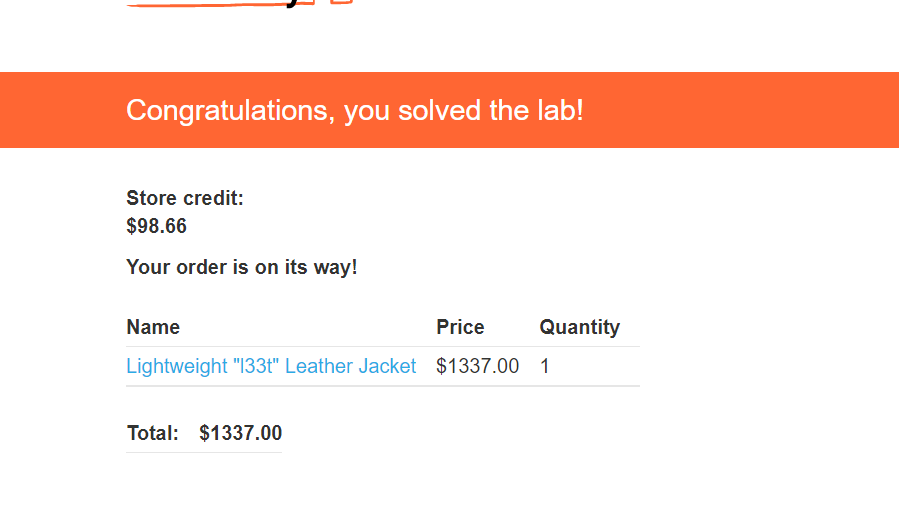 Congratulations, you solved the lab!
Store credit:
$98.66
Your order is on its way!
Name Price Quantity
Lightweight "l33t" Leather Jacket $1337.00 1
Total: $1337.00